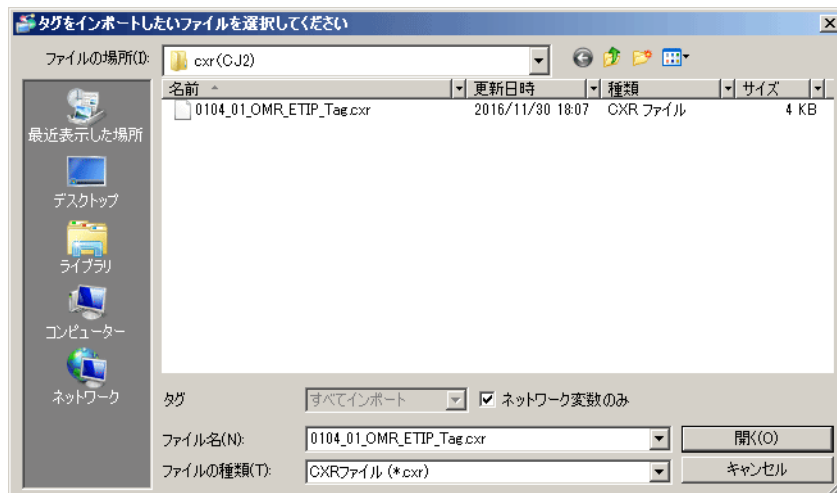 タグをインポートしたいファイルを選択してください
ファイルの場所(I):
cxr(CJ2)
名前 更新日時 種類 サイズ
0104_01_OMR_ETIP_Tag.cxr 2016/11/30 18:07 CXR ファイル 4 KB
最近表示した場所
デスクトップ
ライブラリ
コンピューター
ネットワーク
タグ すべてインポート ネットワーク変数のみ
ファイル名(N): 0104_01_OMR_ETIP_Tag.cxr 開く(O)
ファイルの種類(T): CXRファイル (*.cxr) キャンセル